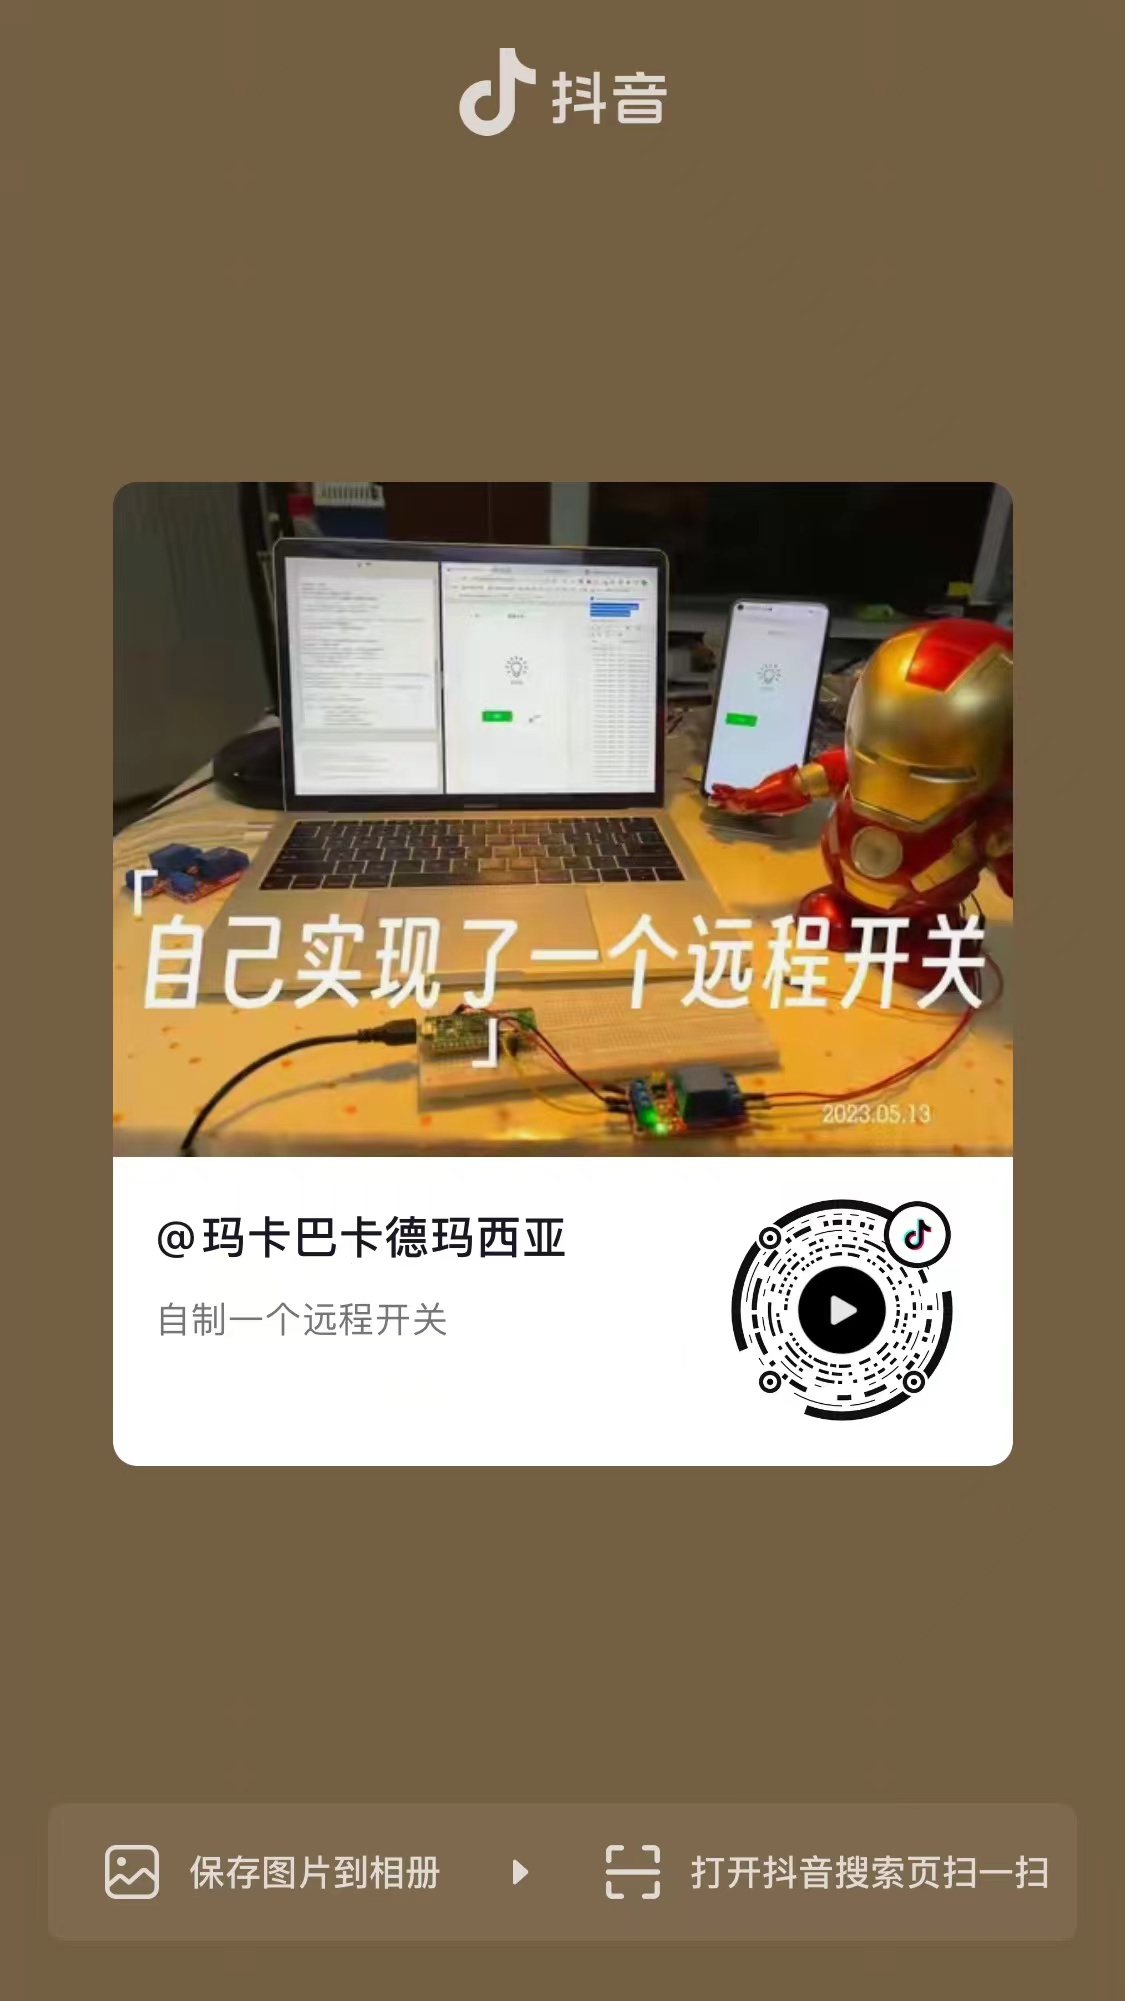 抖音
「
自己实现了一个远程开关
」
2023.05.13
@玛卡巴卡德玛西亚
自制一个远程开关
保存图片到相册
打开抖音搜索页扫一扫